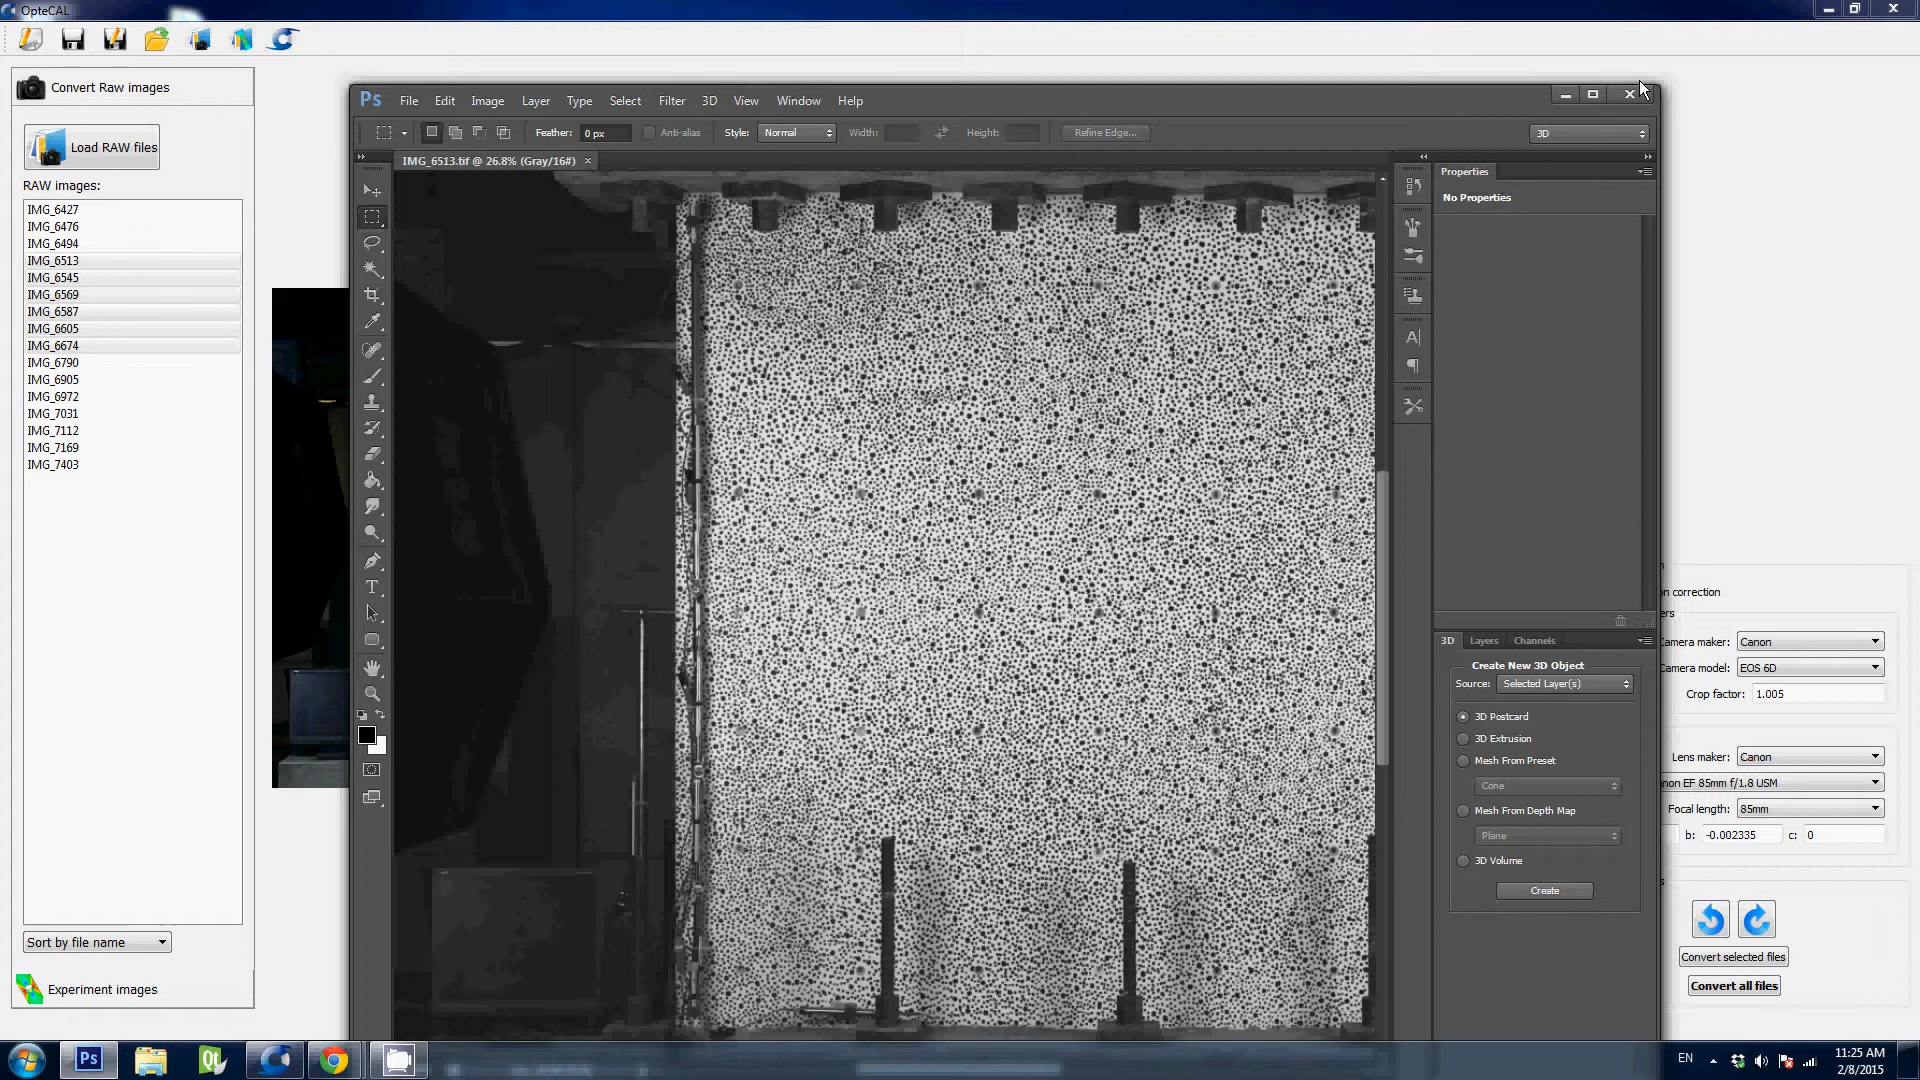 OpteCAL
Convert Raw images
Load RAW files
RAW images:
IMG_6427
IMG_6476
IMG_6494
IMG_6513
IMG_6545
IMG_6569
IMG_6587
IMG_6605
IMG_6674
IMG_6790
IMG_6905
IMG_6972
IMG_7031
IMG_7112
IMG_7169
IMG_7403
Sort by file name
Experiment images
Ps File Edit Image Layer Type Select Filter 3D View Window Help
Feather: 0 px Anti-alias Style: Normal Width: Height: Refine Edge... 3D
IMG_6513.tif @ 26.8% (Gray/16#) ×
Properties
No Properties
3D Layers Channels
Create New 3D Object
Source: Selected Layer(s)
3D Postcard
3D Extrusion
Mesh From Preset
Cone
Mesh From Depth Map
Plane
3D Volume
Create
on correction
ers
Camera maker: Canon
Camera model: EOS 6D
Crop factor: 1.005
Lens maker: Canon
non EF 85mm f/1.8 USM
Focal length: 85mm
b: -0.002335 c: 0
s
Convert selected files
Convert all files
Ps
Qt
EN
11:25 AM
2/8/2015